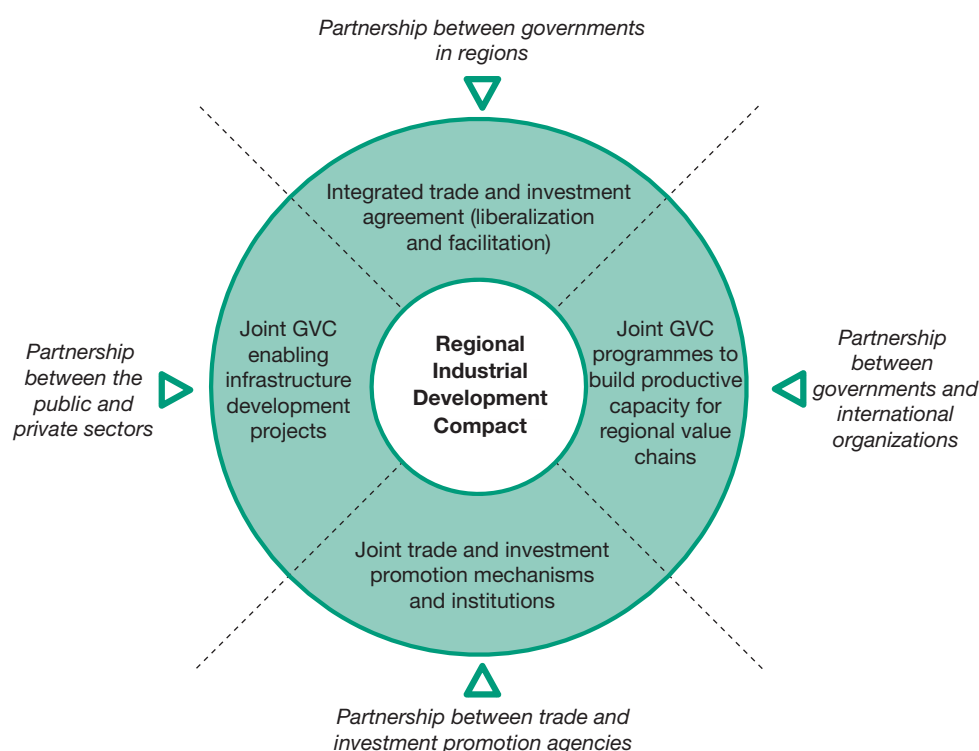 Partnership between governments
in regions
Integrated trade and investment
agreement (liberalization
and facilitation)
Partnership
between the
public and
private sectors
Joint GVC
enabling
infrastructure
development
projects
Regional
Industrial
Development
Compact
Joint GVC
programmes to
build productive
capacity for
regional value
chains
Partnership
between
governments and
international
organizations
Joint trade and investment
promotion mechanisms
and institutions
Partnership between trade and
investment promotion agencies